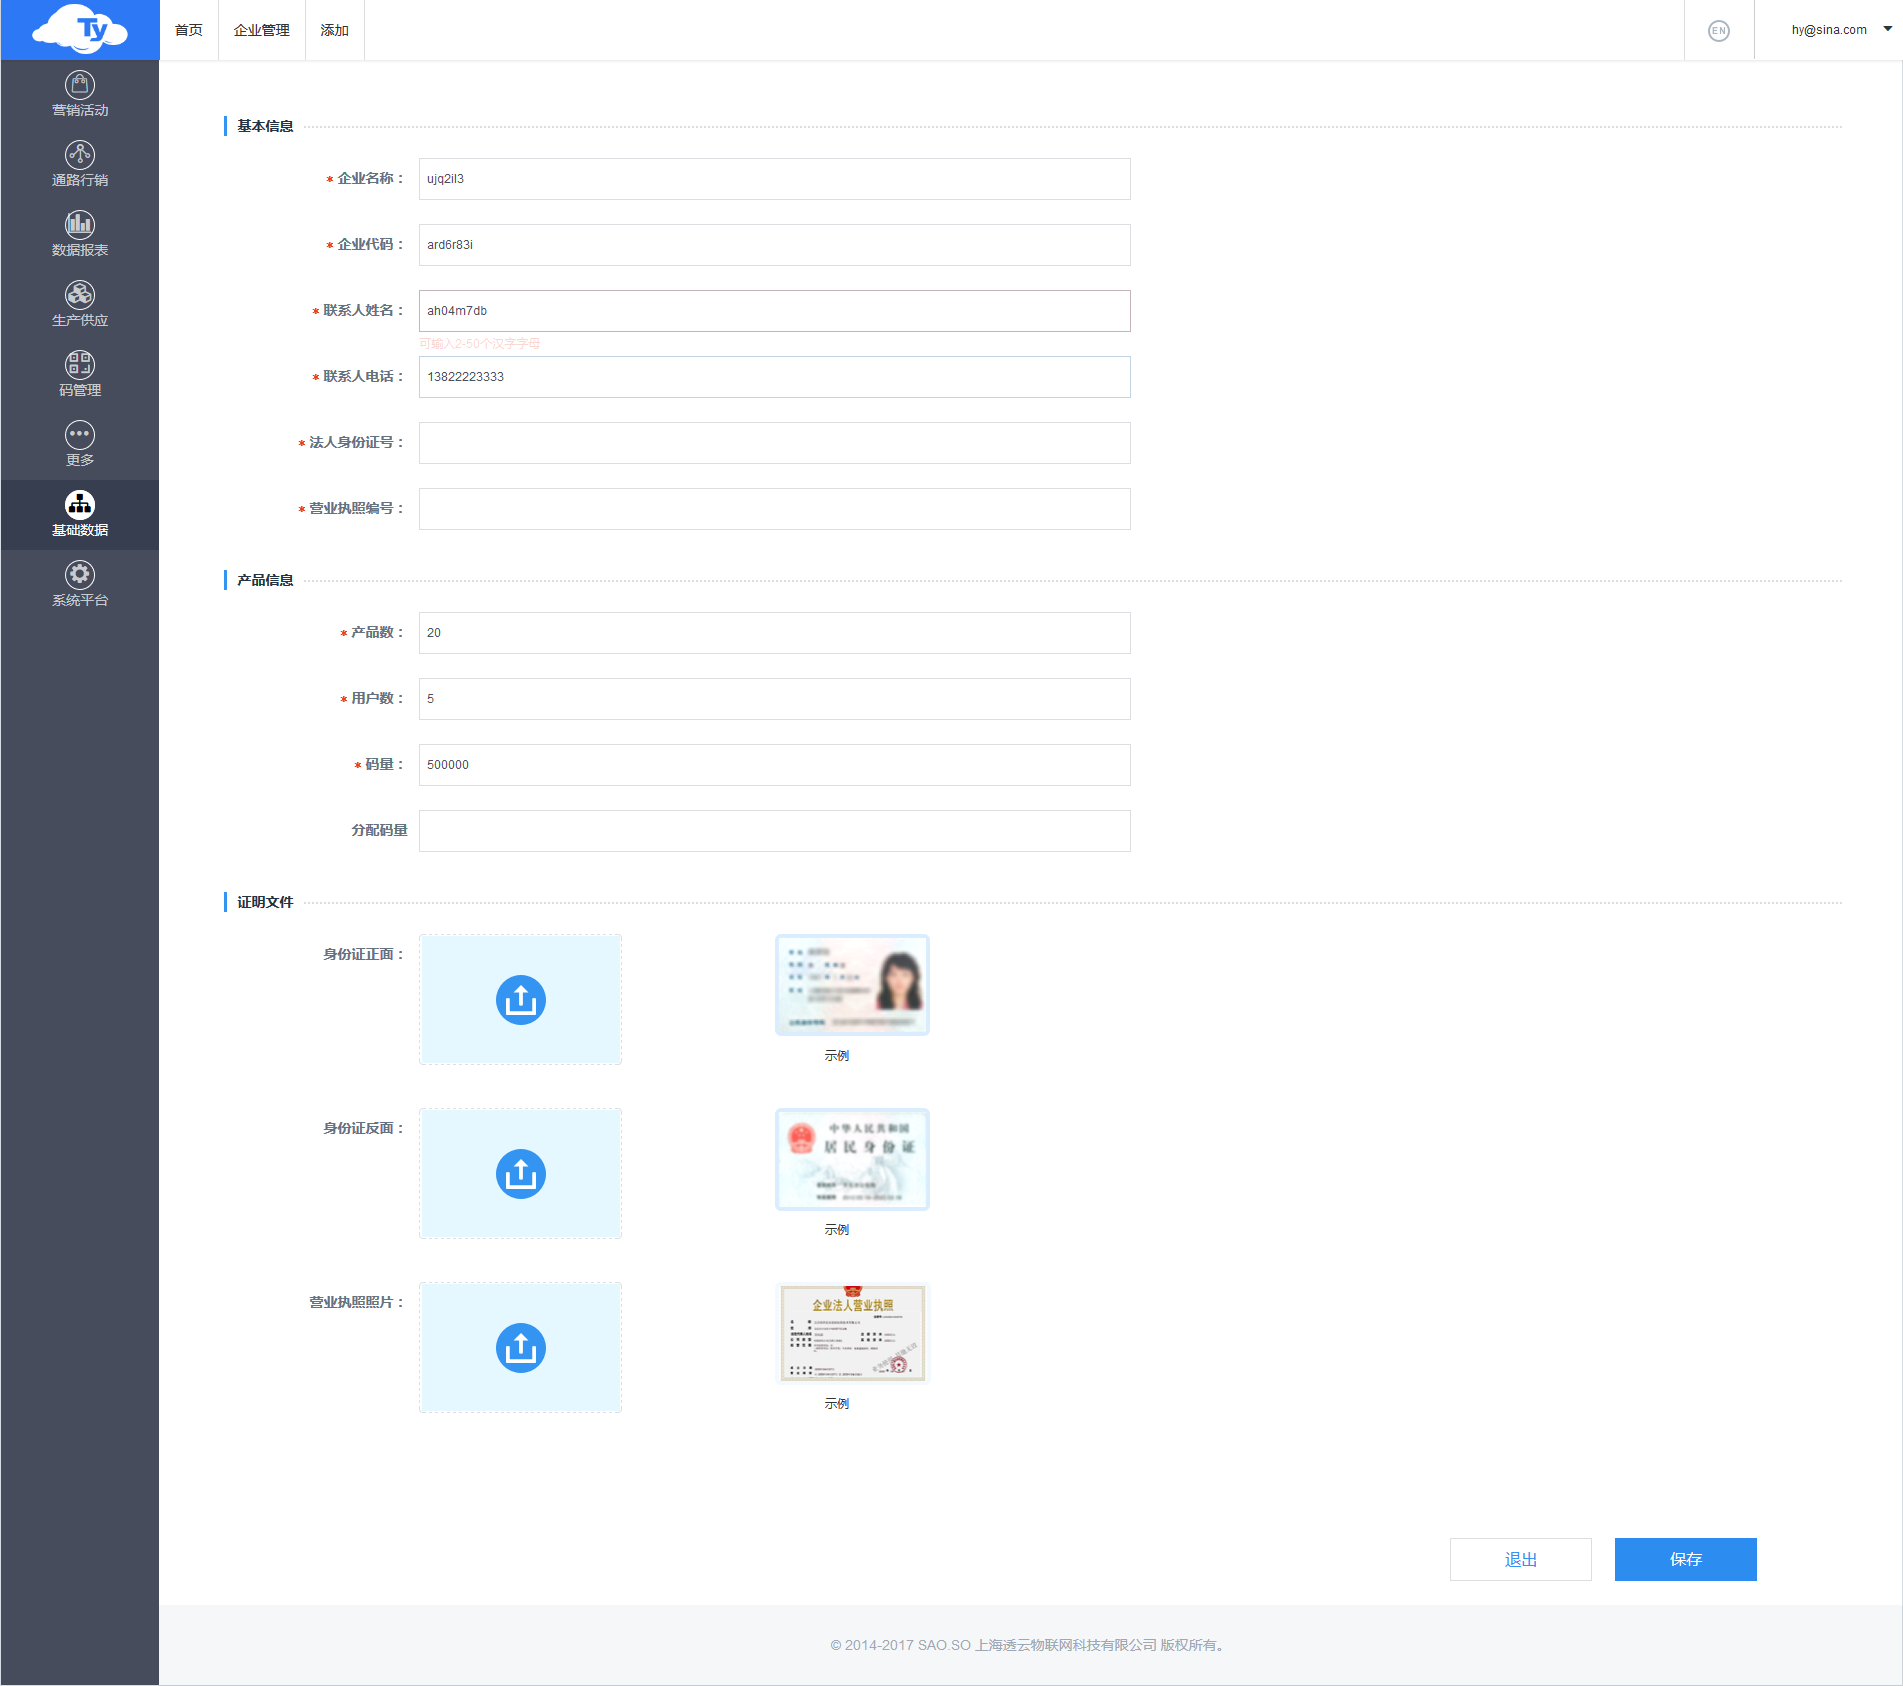 Ty
首页
企业管理
添加
EN
hy@sina.com
营销活动
通路行销
数据报表
生产供应
码管理
更多
基础数据
系统平台
基本信息
* 企业名称：
ujq2il3
* 企业代码：
ard6r83i
* 联系人姓名：
ah04m7db
可输入2-50个汉字字母
* 联系人电话：
13822223333
* 法人身份证号：
* 营业执照编号：
产品信息
* 产品数：
20
* 用户数：
5
* 码量：
500000
分配码量
证明文件
身份证正面：
示例
身份证反面：
中华人民共和国
居民身份证
示例
营业执照照片：
企业法人营业执照
示例
退出
保存
© 2014-2017 SAO.SO 上海透云物联网科技有限公司 版权所有。